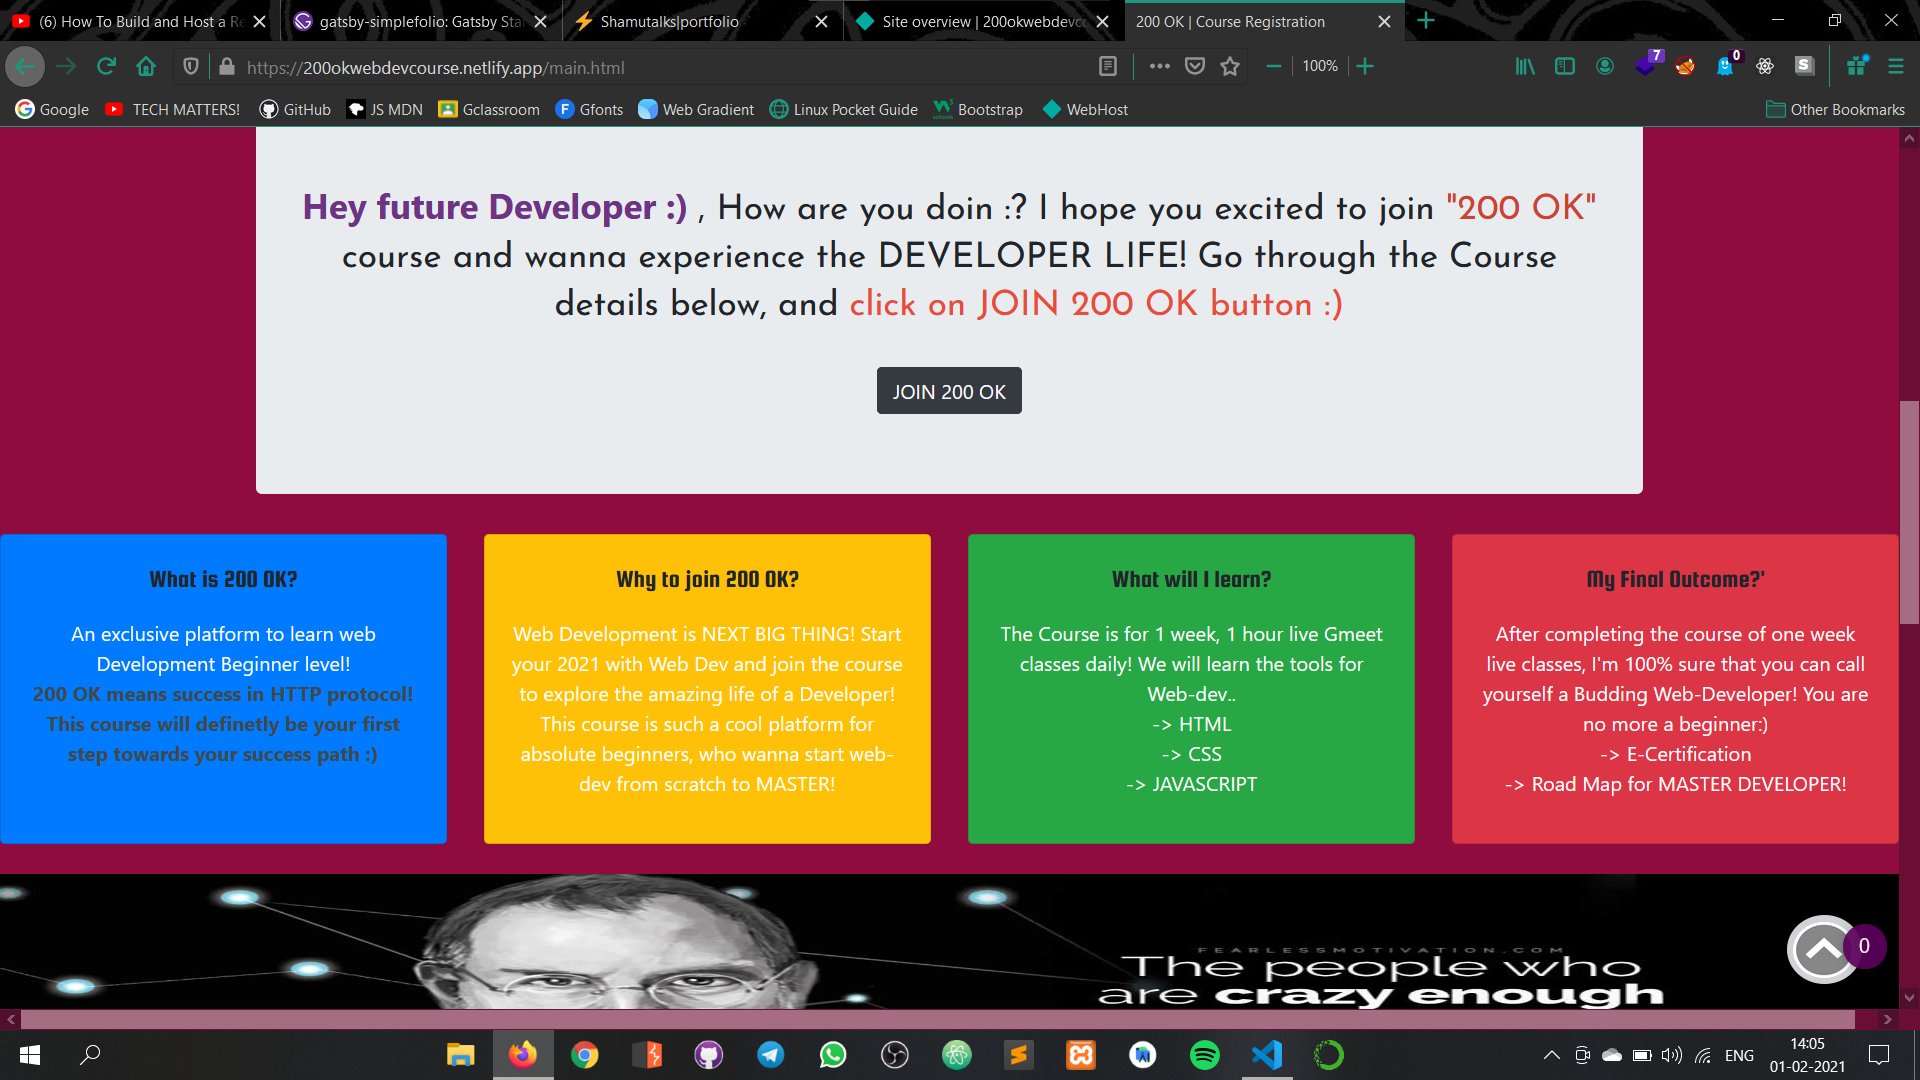 (6) How To Build and Host a Re
gatsby-simplefolio: Gatsby Sta
Shamutalks|portfolio
Site overview | 200okwebdevco
200 OK | Course Registration
https://200okwebdevcourse.netlify.app/main.html
100%
7
0
S
Google
TECH MATTERS!
GitHub
JS MDN
Gclassroom
F Gfonts
Web Gradient
Linux Pocket Guide
Bootstrap
WebHost
Other Bookmarks
Hey future Developer :) , How are you doin :? I hope you excited to join "200 OK"
course and wanna experience the DEVELOPER LIFE! Go through the Course
details below, and click on JOIN 200 OK button :)
JOIN 200 OK
What is 200 OK?
An exclusive platform to learn web
Development Beginner level!
200 OK means success in HTTP protocol!
This course will definetly be your first
step towards your success path :)
Why to join 200 OK?
Web Development is NEXT BIG THING! Start
your 2021 with Web Dev and join the course
to explore the amazing life of a Developer!
This course is such a cool platform for
absolute beginners, who wanna start web-
dev from scratch to MASTER!
What will I learn?
The Course is for 1 week, 1 hour live Gmeet
classes daily! We will learn the tools for
Web-dev..
-> HTML
-> CSS
-> JAVASCRIPT
My Final Outcome?'
After completing the course of one week
live classes, I'm 100% sure that you can call
yourself a Budding Web-Developer! You are
no more a beginner:)
-> E-Certification
-> Road Map for MASTER DEVELOPER!
FEARLESSMOTIVATION.COM
The people who
are crazy enough
0
ENG
14:05
01-02-2021